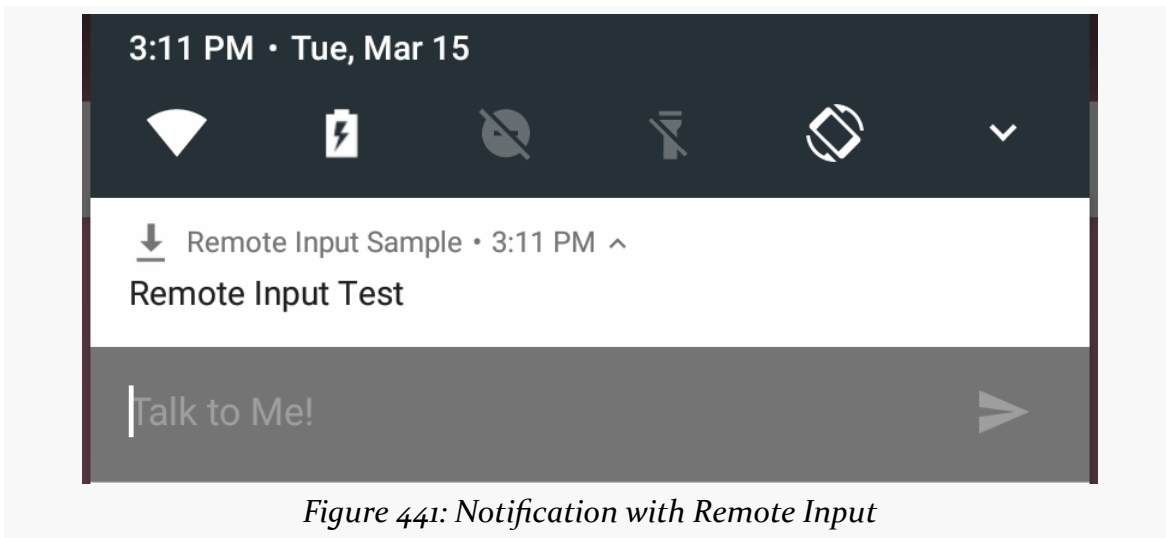 3:11 PM • Tue, Mar 15
Remote Input Sample • 3:11 PM
Remote Input Test
Talk to Me!
Figure 441: Notification with Remote Input